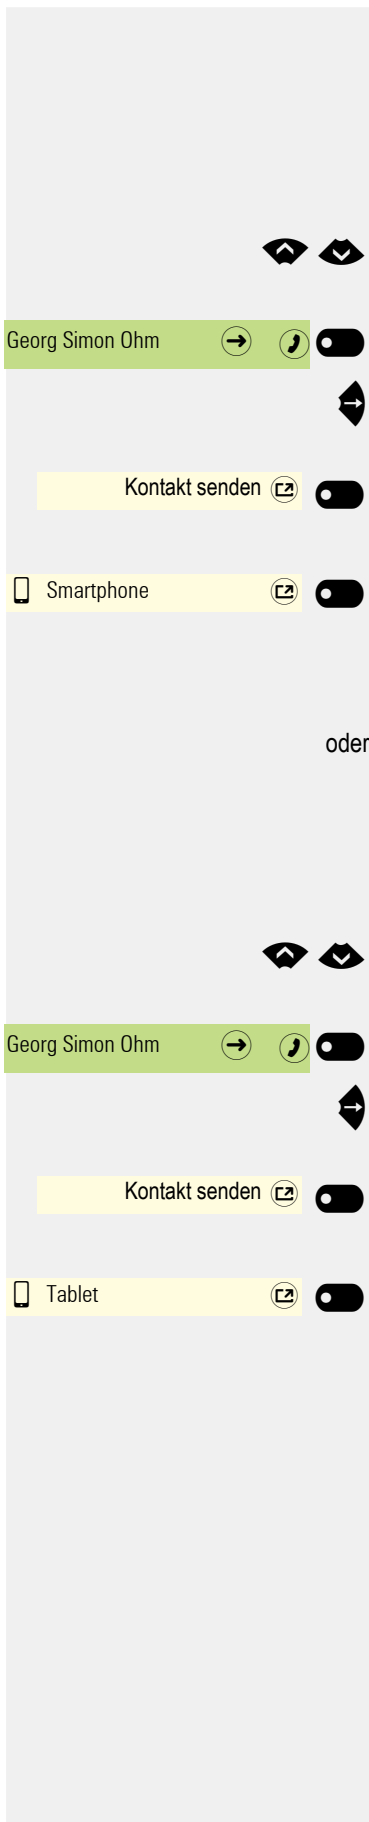 Georg Simon Ohm
Kontakt senden
Smartphone
oder
Georg Simon Ohm
Kontakt senden
Tablet